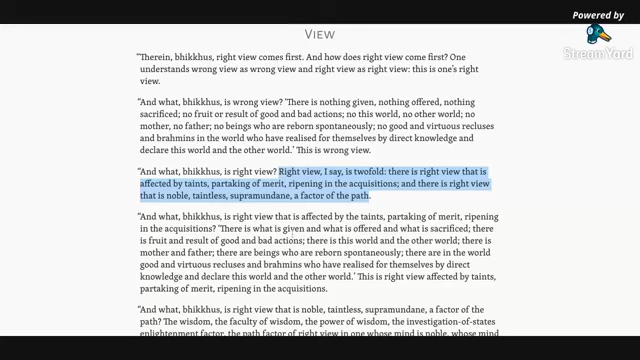 Powered by
StreamYard
VIEW
"Therein, bhikkhus, right view comes first. And how does right view come first? One
understands wrong view as wrong view and right view as right view: this is one's right
view.
"And what, bhikkhus, is wrong view? 'There is nothing given, nothing offered, nothing
sacrificed; no fruit or result of good and bad actions; no this world, no other world; no
mother, no father; no beings who are reborn spontaneously; no good and virtuous recluses
and brahmins in the world who have realised for themselves by direct knowledge and
declare this world and the other world.' This is wrong view.
"And what, bhikkhus, is right view? Right view, I say, is twofold: there is right view that is
affected by taints, partaking of merit, ripening in the acquisitions; and there is right view
that is noble, taintless, supramundane, a factor of the path.
"And what, bhikkhus, is right view that is affected by the taints, partaking of merit, ripening
in the acquisitions? 'There is what is given and what is offered and what is sacrificed; there
is fruit and result of good and bad actions; there is this world and the other world; there is
mother and father; there are beings who are reborn spontaneously; there are in the world
good and virtuous recluses and brahmins who have realised for themselves by direct
knowledge and declare this world and the other world.' This is right view affected by taints,
partaking of merit, ripening in the acquisitions.
"And what, bhikkhus, is right view that is noble, taintless, supramundane, a factor of the
path? The wisdom, the faculty of wisdom, the power of wisdom, the investigation-of-states
enlightenment factor, the path factor of right view in one whose mind is noble, whose mind